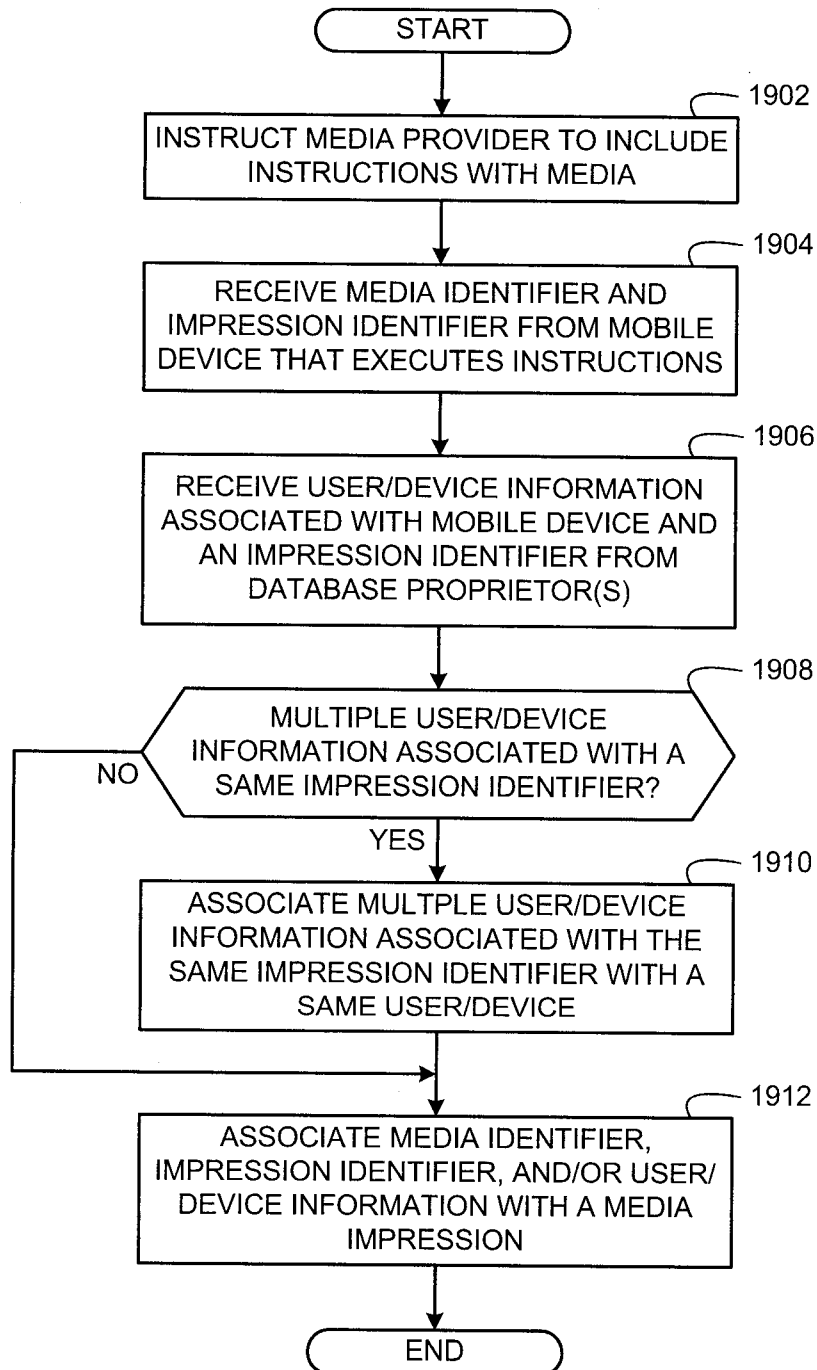 START
1902
INSTRUCT MEDIA PROVIDER TO INCLUDE
INSTRUCTIONS WITH MEDIA
1904
RECEIVE MEDIA IDENTIFIER AND
IMPRESSION IDENTIFIER FROM MOBILE
DEVICE THAT EXECUTES INSTRUCTIONS
1906
RECEIVE USER/DEVICE INFORMATION
ASSOCIATED WITH MOBILE DEVICE AND
AN IMPRESSION IDENTIFIER FROM
DATABASE PROPRIETOR(S)
1908
MULTIPLE USER/DEVICE
INFORMATION ASSOCIATED WITH A
SAME IMPRESSION IDENTIFIER?
NO
YES
1910
ASSOCIATE MULTPLE USER/DEVICE
INFORMATION ASSOCIATED WITH THE
SAME IMPRESSION IDENTIFIER WITH A
SAME USER/DEVICE
1912
ASSOCIATE MEDIA IDENTIFIER,
IMPRESSION IDENTIFIER, AND/OR USER/
DEVICE INFORMATION WITH A MEDIA
IMPRESSION
END